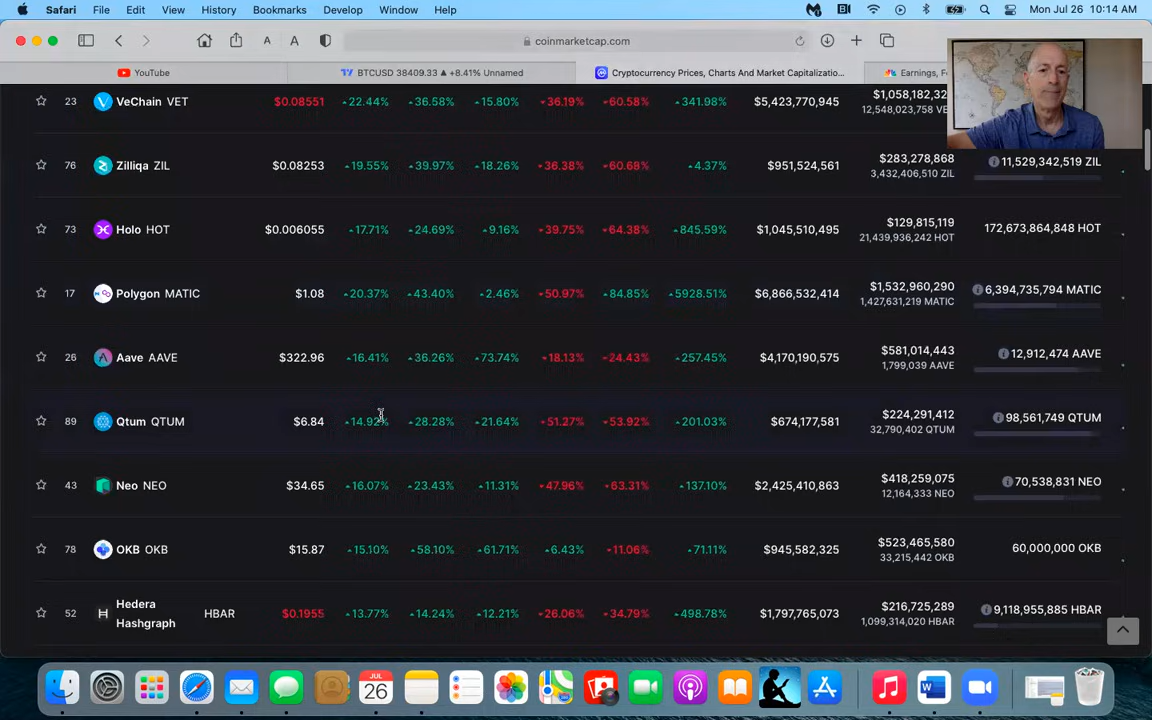 Safari File Edit View History Bookmarks Develop Window Help Mon Jul 26 10:14 AM
A A coinmarketcap.com
YouTube BTCUSD 38409.33 ▲ +8.41% Unnamed Cryptocurrency Prices, Charts And Market Capitalizatio... Earnings, F
23 VeChain VET $0.08551 22.44% 36.58% 15.80% 36.19% 60.58% 341.98% $5,423,770,945 $1,058,182,32
12,548,023,758 VE
76 Zilliqa ZIL $0.08253 19.55% 39.97% 18.26% 36.38% 60.68% 4.37% $951,524,561 $283,278,868 11,529,342,519 ZIL
3,432,406,510 ZIL
73 Holo HOT $0.006055 17.71% 24.69% 9.16% 39.75% 64.38% 845.59% $1,045,510,495 $129,815,119 172,673,864,848 HOT
21,439,936,242 HOT
17 Polygon MATIC $1.08 20.37% 43.40% 2.46% 50.97% 84.85% 5928.51% $6,866,532,414 $1,532,960,290 6,394,735,794 MATIC
1,427,631,219 MATIC
26 Aave AAVE $322.96 16.41% 36.26% 73.74% 18.13% 24.43% 257.45% $4,170,190,575 $581,014,443 12,912,474 AAVE
1,799,039 AAVE
89 Qtum QTUM $6.84 14.92% 28.28% 21.64% 51.27% 53.92% 201.03% $674,177,581 $224,291,412 98,561,749 QTUM
32,790,402 QTUM
43 Neo NEO $34.65 16.07% 23.43% 11.31% 47.96% 63.31% 137.10% $2,425,410,863 $418,259,075 70,538,831 NEO
12,164,333 NEO
78 OKB OKB $15.87 15.10% 58.10% 61.71% 6.43% 11.06% 71.11% $945,582,325 $523,465,580 60,000,000 OKB
33,215,442 OKB
52 Hedera Hashgraph HBAR $0.1955 13.77% 14.24% 12.21% 26.06% 34.79% 498.78% $1,797,765,073 $216,725,289 9,118,955,885 HBAR
1,099,314,020 HBAR
JUL
26